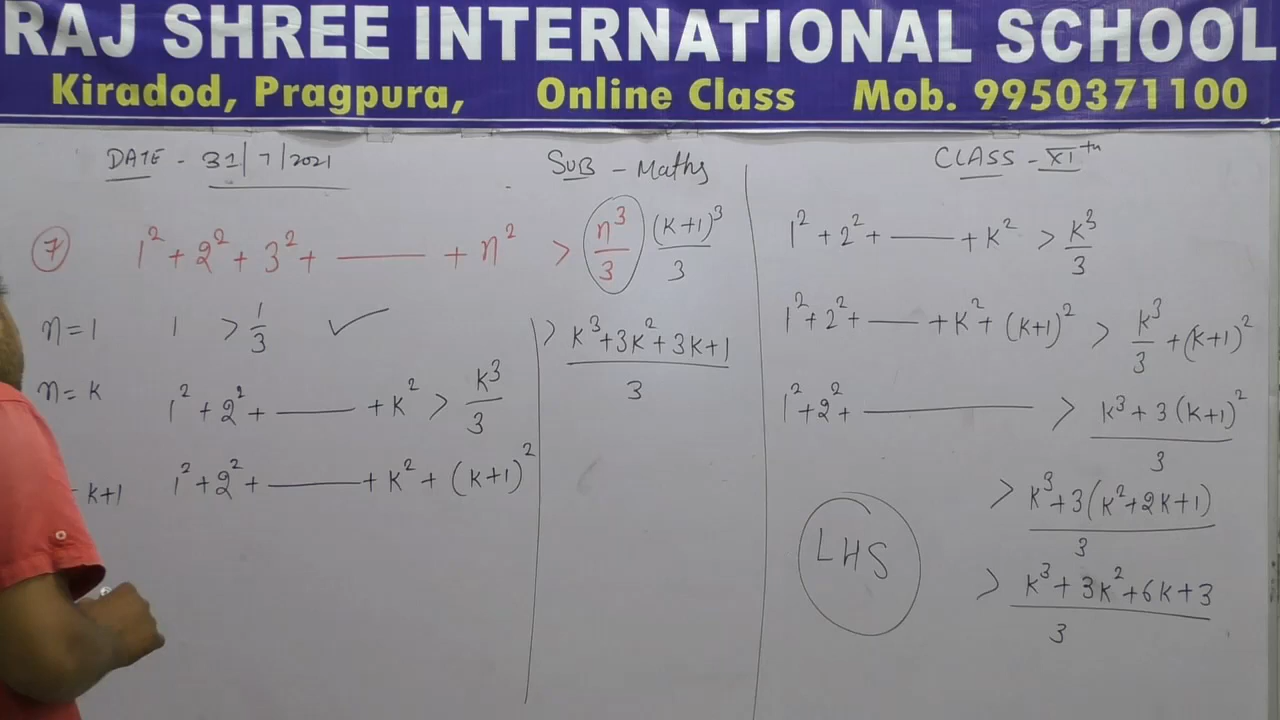 RAJ SHREE INTERNATIONAL SCHOOL
Kiradod, Pragpura, Online Class Mob. 9950371100
DATE - 31/7/2021
SUB - Maths
CLASS - XIth
⑦ 1² + 2² + 3² + ——— + n² > n³/3 (k+1)³/3
n=1 1 > 1/3 ✓
n=k 1² + 2² + ——— + k² > k³/3
= k+1 1² + 2² + ——— + k² + (k+1)²
> (k³+3k²+3k+1)/3
1² + 2² + ——— + k² > k³/3
1² + 2² + ——— + k² + (k+1)² > k³/3 + (k+1)²
1² + 2² + ——————— > (k³ + 3(k+1)²)/3
> (k³+3(k²+2k+1))/3
LHS
> (k³ + 3k² + 6k + 3)/3